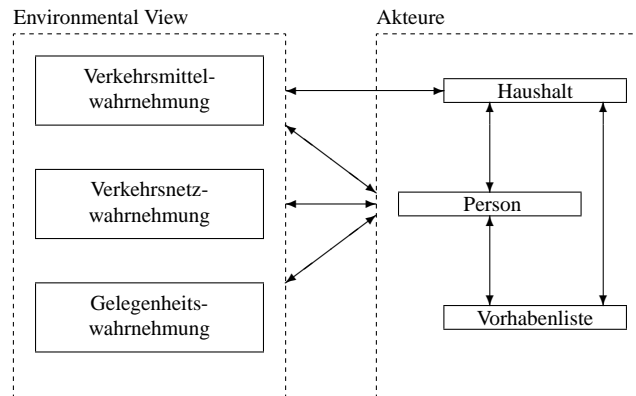 Environmental View
Verkehrsmittel-
wahrnehmung
Verkehrsnetz-
wahrnehmung
Gelegenheits-
wahrnehmung
Akteure
Haushalt
Person
Vorhabenliste